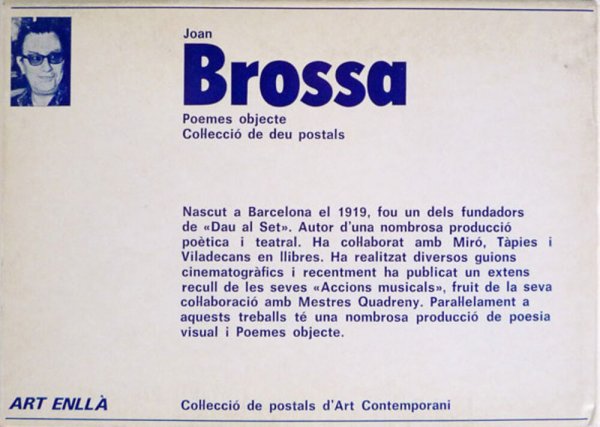 Joan
Brossa
Poemes objecte
Col·lecció de deu postals
Nascut a Barcelona el 1919, fou un dels fundadors
de «Dau al Set». Autor d'una nombrosa producció
poètica i teatral. Ha col·laborat amb Miró, Tàpies i
Viladecans en llibres. Ha realitzat diversos guions
cinematogràfics i recentment ha publicat un extens
recull de les seves «Accions musicals», fruit de la seva
col·laboració amb Mestres Quadreny. Paral·lelament a
aquests treballs té una nombrosa producció de poesia
visual i Poemes objecte.
ART ENLLÀ
Col·lecció de postals d'Art Contemporani